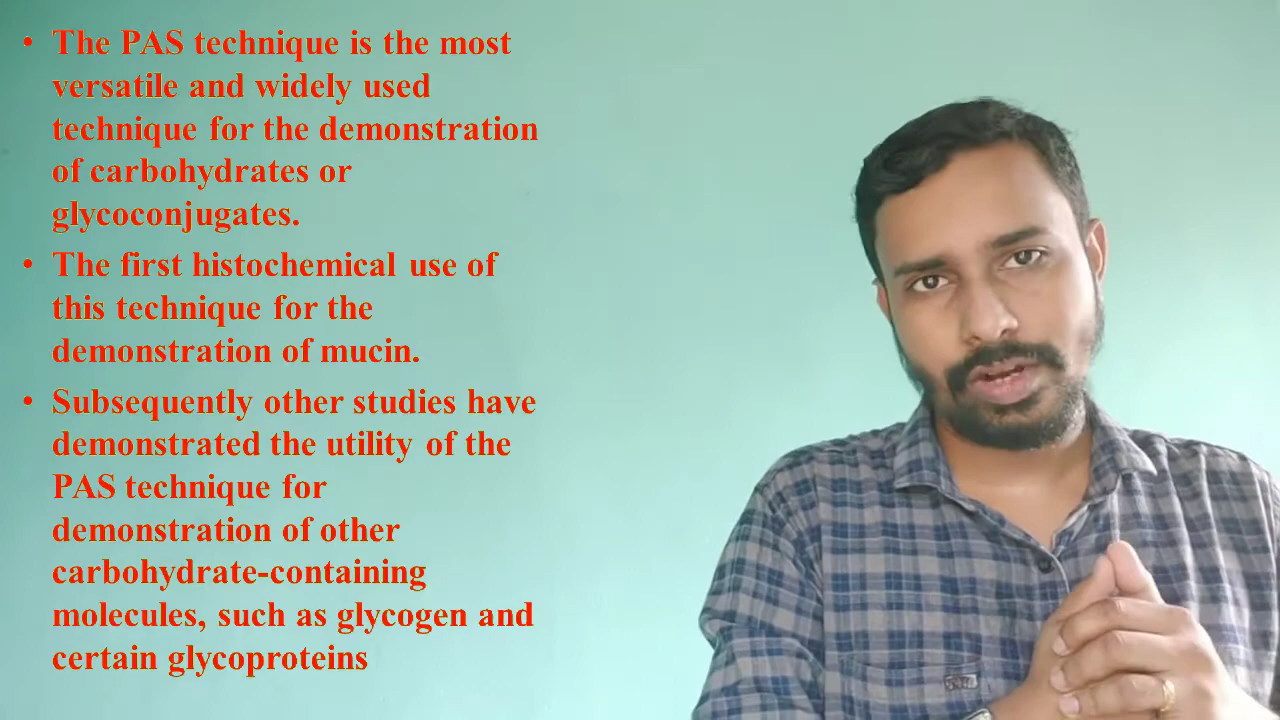 • The PAS technique is the most
versatile and widely used
technique for the demonstration
of carbohydrates or
glycoconjugates.
• The first histochemical use of
this technique for the
demonstration of mucin.
• Subsequently other studies have
demonstrated the utility of the
PAS technique for
demonstration of other
carbohydrate-containing
molecules, such as glycogen and
certain glycoproteins